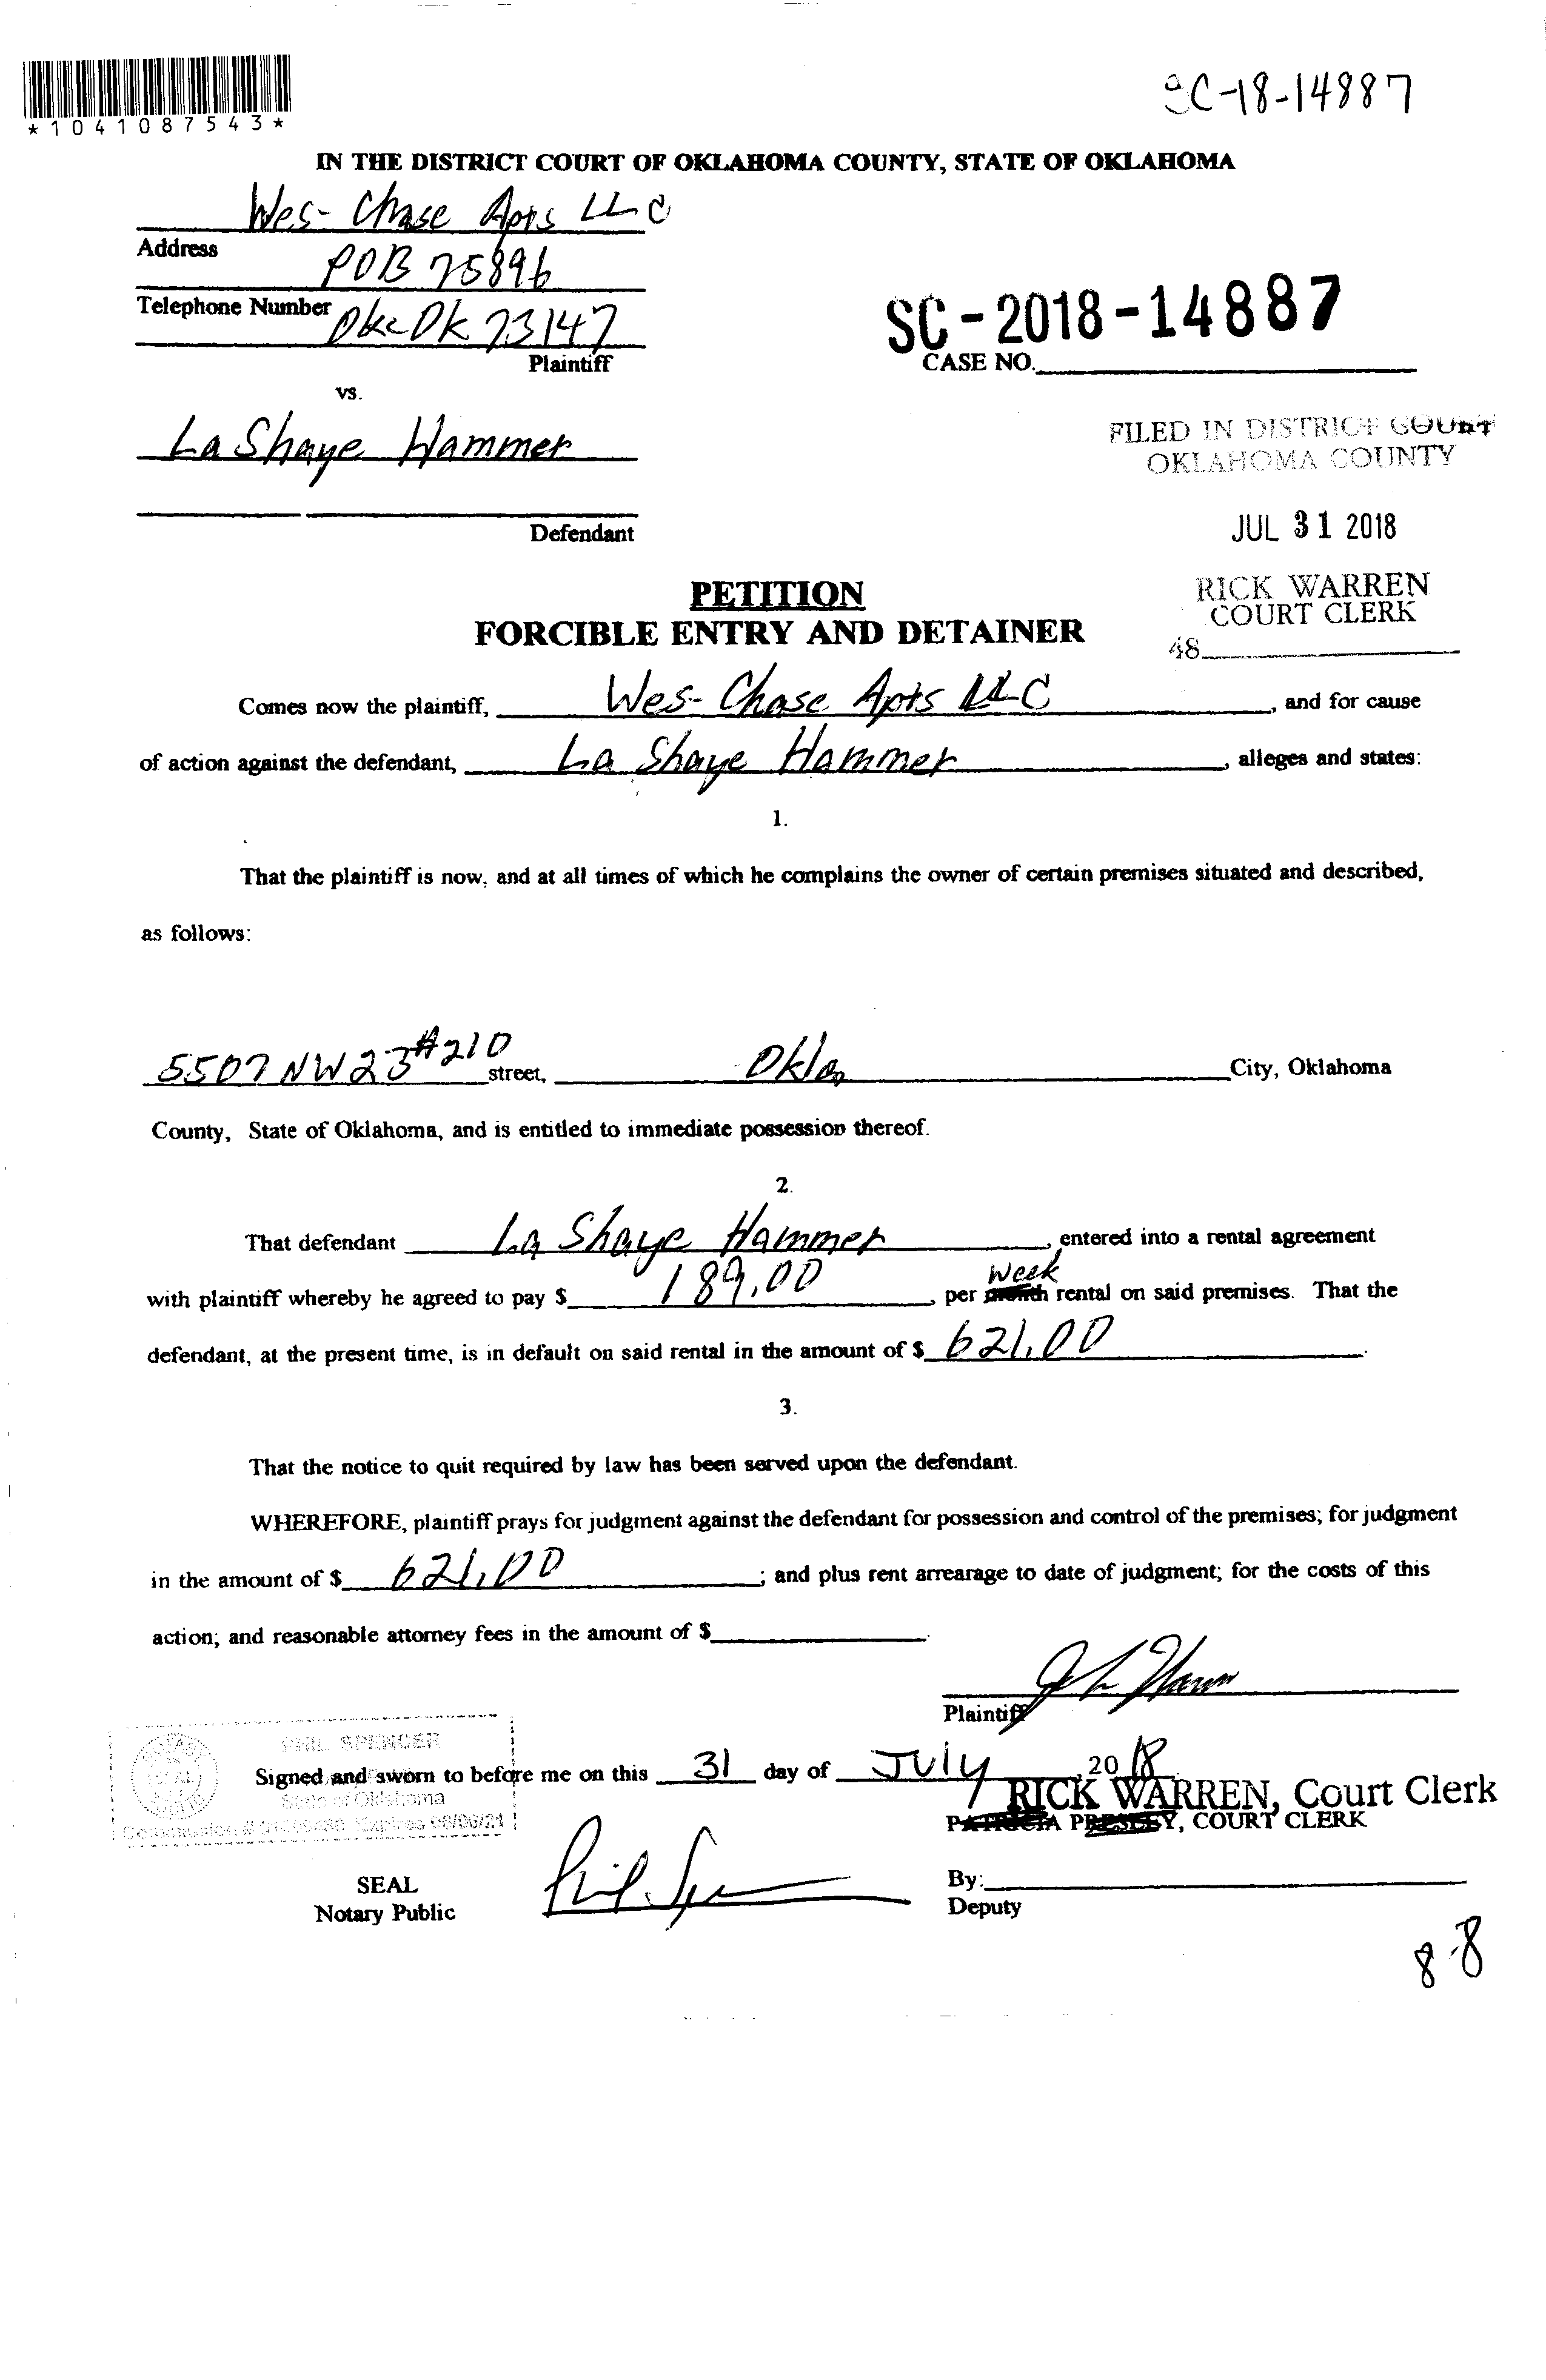 *1041087543*
SC-18-14887
IN THE DISTRICT COURT OF OKLAHOMA COUNTY, STATE OF OKLAHOMA
Wes-Chase Apts LLC
Address
POB 75896
Telephone Number
Okc Ok 73147
Plaintiff
SC-2018-14887
CASE NO.
vs.
La Shaye Hammer
FILED IN DISTRICT COURT
OKLAHOMA COUNTY
Defendant
JUL 31 2018
PETITION
FORCIBLE ENTRY AND DETAINER
RICK WARREN
COURT CLERK
48
Comes now the plaintiff, Wes-Chase Apts LLC, and for cause
of action against the defendant, La Shaye Hammer, alleges and states:
1.
That the plaintiff is now, and at all times of which he complains the owner of certain premises situated and described,
as follows:
5507 NW 23 #210 street, Okla City, Oklahoma
County, State of Oklahoma, and is entitled to immediate possession thereof.
2.
That defendant La Shaye Hammer, entered into a rental agreement
with plaintiff whereby he agreed to pay $ 189.00, per month Week rental on said premises. That the
defendant, at the present time, is in default on said rental in the amount of $ 621.00.
3.
That the notice to quit required by law has been served upon the defendant.
WHEREFORE, plaintiff prays for judgment against the defendant for possession and control of the premises; for judgment
in the amount of $ 621.00; and plus rent arrearage to date of judgment; for the costs of this
action; and reasonable attorney fees in the amount of $.
Plaintiff
PHIL SPENCER
Signed and sworn to before me on this 31 day of July, 2018
State of Oklahoma
RICK WARREN, Court Clerk
PATRICIA PRESLEY, COURT CLERK
SEAL
Notary Public
By:
Deputy
8-8